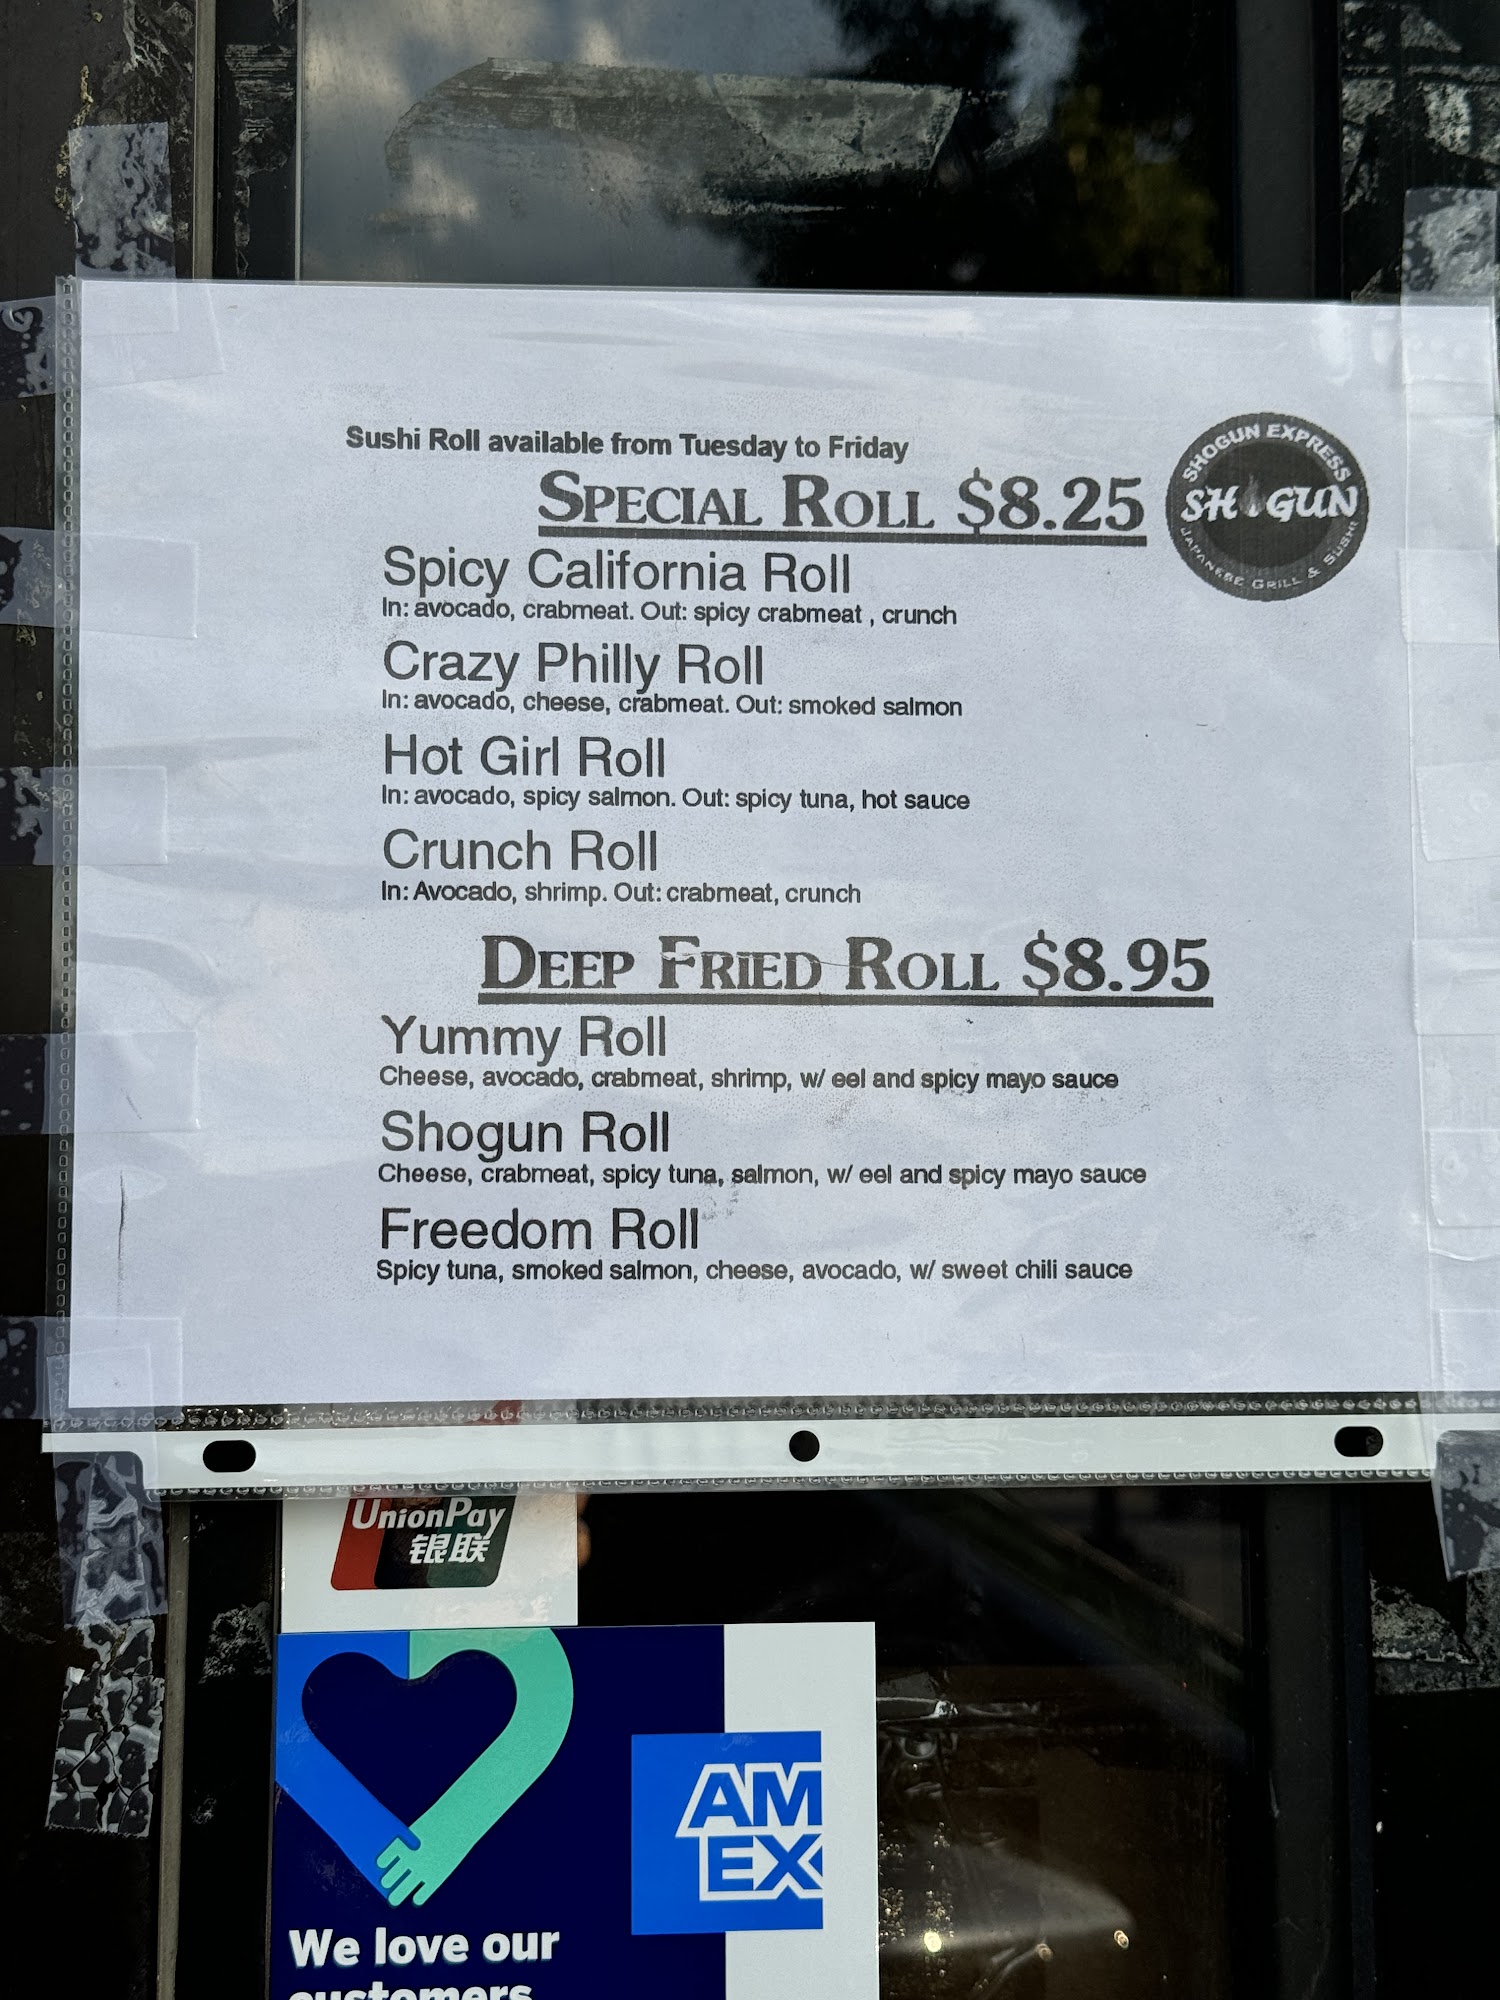 Sushi Roll available from Tuesday to Friday
SPECIAL ROLL $8.25
SHOGUN EXPRESS
SHOGUN
JAPANESE GRILL & SUSHI
Spicy California Roll
In: avocado, crabmeat. Out: spicy crabmeat , crunch
Crazy Philly Roll
In: avocado, cheese, crabmeat. Out: smoked salmon
Hot Girl Roll
In: avocado, spicy salmon. Out: spicy tuna, hot sauce
Crunch Roll
In: Avocado, shrimp. Out: crabmeat, crunch
DEEP FRIED ROLL $8.95
Yummy Roll
Cheese, avocado, crabmeat, shrimp, w/ eel and spicy mayo sauce
Shogun Roll
Cheese, crabmeat, spicy tuna, salmon, w/ eel and spicy mayo sauce
Freedom Roll
Spicy tuna, smoked salmon, cheese, avocado, w/ sweet chili sauce
UnionPay
银联
AM
EX
We love our
customers